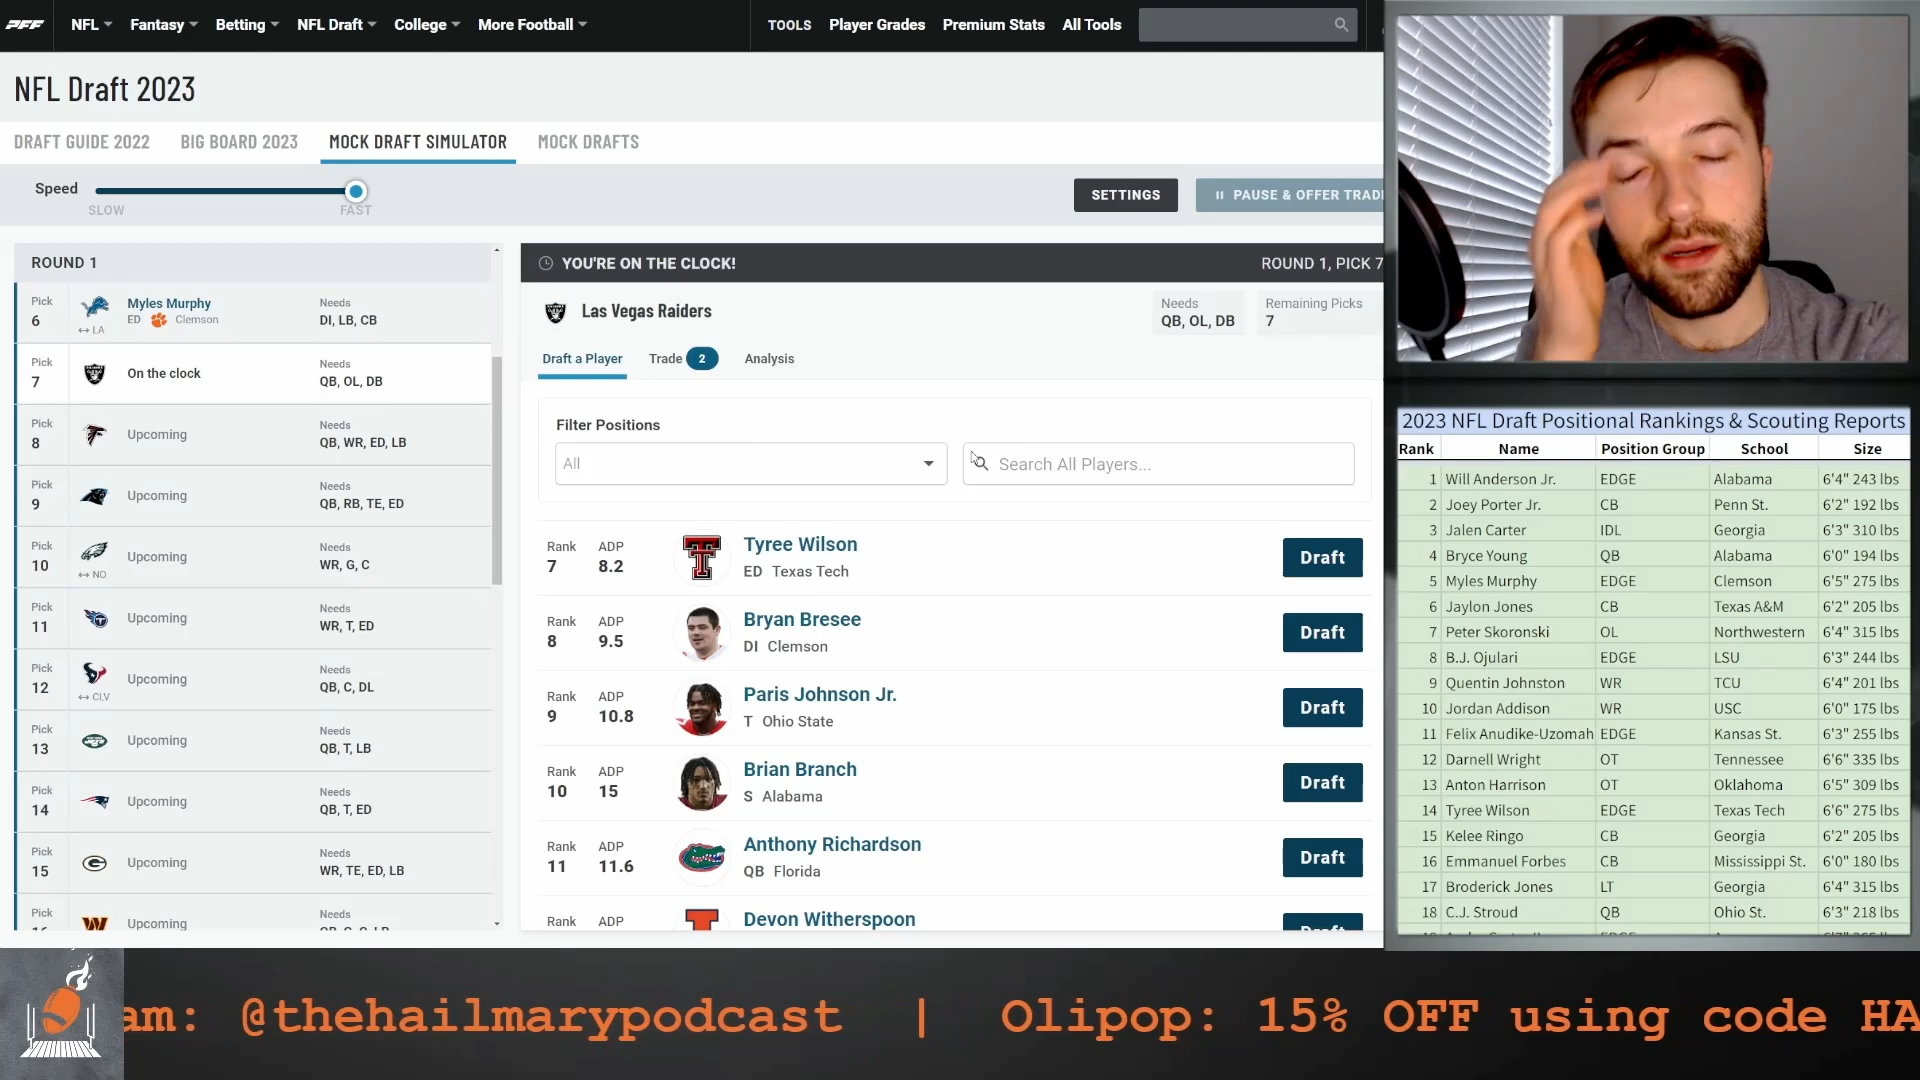 PFF
NFL
Fantasy
Betting
NFL Draft
College
More Football
TOOLS
Player Grades
Premium Stats
All Tools
NFL Draft 2023
DRAFT GUIDE 2022
BIG BOARD 2023
MOCK DRAFT SIMULATOR
MOCK DRAFTS
Speed
SLOW
FAST
SETTINGS
PAUSE & OFFER TRAD
ROUND 1
Pick 6
LA
Myles Murphy
ED Clemson
Needs
DI, LB, CB
Pick 7
On the clock
Needs
QB, OL, DB
Pick 8
Upcoming
Needs
QB, WR, ED, LB
Pick 9
Upcoming
Needs
QB, RB, TE, ED
Pick 10
NO
Upcoming
Needs
WR, G, C
Pick 11
Upcoming
Needs
WR, T, ED
Pick 12
CLV
Upcoming
Needs
QB, C, DL
Pick 13
Upcoming
Needs
QB, T, LB
Pick 14
Upcoming
Needs
QB, T, ED
Pick 15
Upcoming
Needs
WR, TE, ED, LB
Pick
Upcoming
Needs
YOU'RE ON THE CLOCK!
ROUND 1, PICK 7
Las Vegas Raiders
Needs
QB, OL, DB
Remaining Picks
7
Draft a Player
Trade 2
Analysis
Filter Positions
All
Search All Players...
Rank 7 ADP 8.2
Tyree Wilson
ED Texas Tech
Draft
Rank 8 ADP 9.5
Bryan Bresee
DI Clemson
Draft
Rank 9 ADP 10.8
Paris Johnson Jr.
T Ohio State
Draft
Rank 10 ADP 15
Brian Branch
S Alabama
Draft
Rank 11 ADP 11.6
Anthony Richardson
QB Florida
Draft
Rank ADP
Devon Witherspoon
Draft
2023 NFL Draft Positional Rankings & Scouting Reports
Rank Name Position Group School Size
1 Will Anderson Jr. EDGE Alabama 6'4" 243 lbs
2 Joey Porter Jr. CB Penn St. 6'2" 192 lbs
3 Jalen Carter IDL Georgia 6'3" 310 lbs
4 Bryce Young QB Alabama 6'0" 194 lbs
5 Myles Murphy EDGE Clemson 6'5" 275 lbs
6 Jaylon Jones CB Texas A&M 6'2" 205 lbs
7 Peter Skoronski OL Northwestern 6'4" 315 lbs
8 B.J. Ojulari EDGE LSU 6'3" 244 lbs
9 Quentin Johnston WR TCU 6'4" 201 lbs
10 Jordan Addison WR USC 6'0" 175 lbs
11 Felix Anudike-Uzomah EDGE Kansas St. 6'3" 255 lbs
12 Darnell Wright OT Tennessee 6'6" 335 lbs
13 Anton Harrison OT Oklahoma 6'5" 309 lbs
14 Tyree Wilson EDGE Texas Tech 6'6" 275 lbs
15 Kelee Ringo CB Georgia 6'2" 205 lbs
16 Emmanuel Forbes CB Mississippi St. 6'0" 180 lbs
17 Broderick Jones LT Georgia 6'4" 315 lbs
18 C.J. Stroud QB Ohio St. 6'3" 218 lbs
am: @thehailmarypodcast | Olipop: 15% OFF using code HA